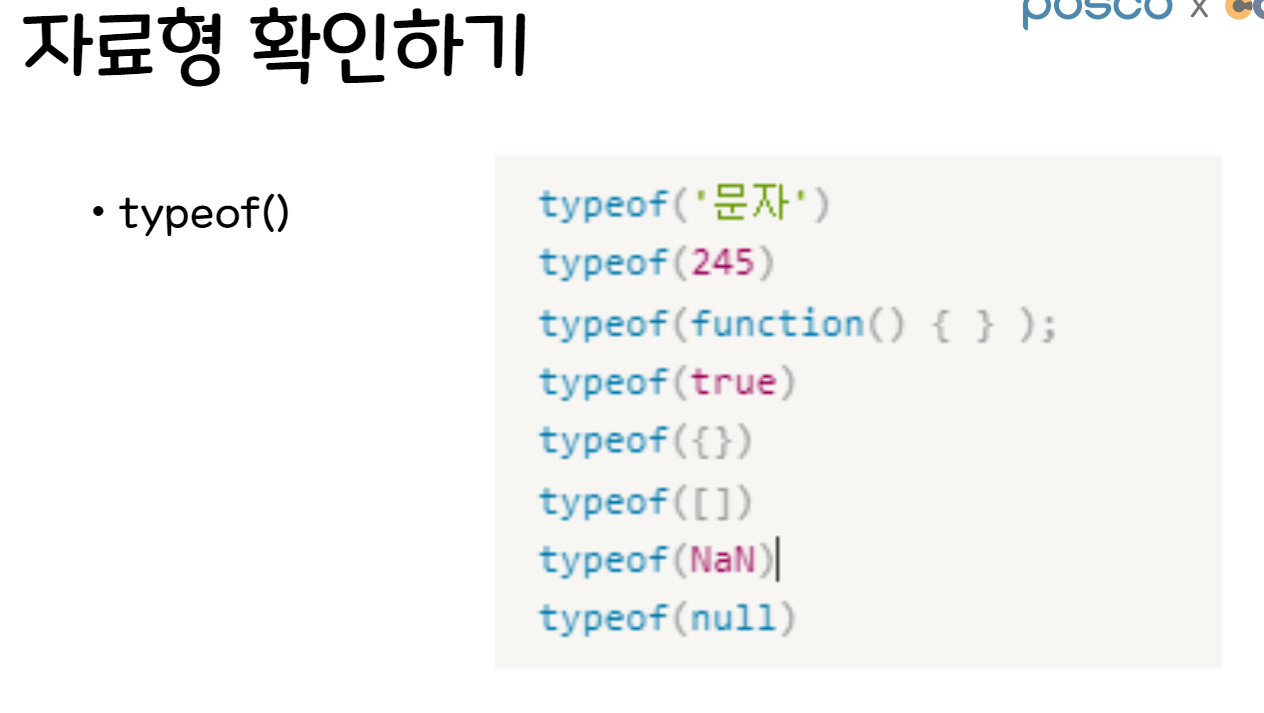 자료형 확인하기
posco x
• typeof()
typeof('문자')
typeof(245)
typeof(function() { } );
typeof(true)
typeof({})
typeof([])
typeof(NaN)
typeof(null)